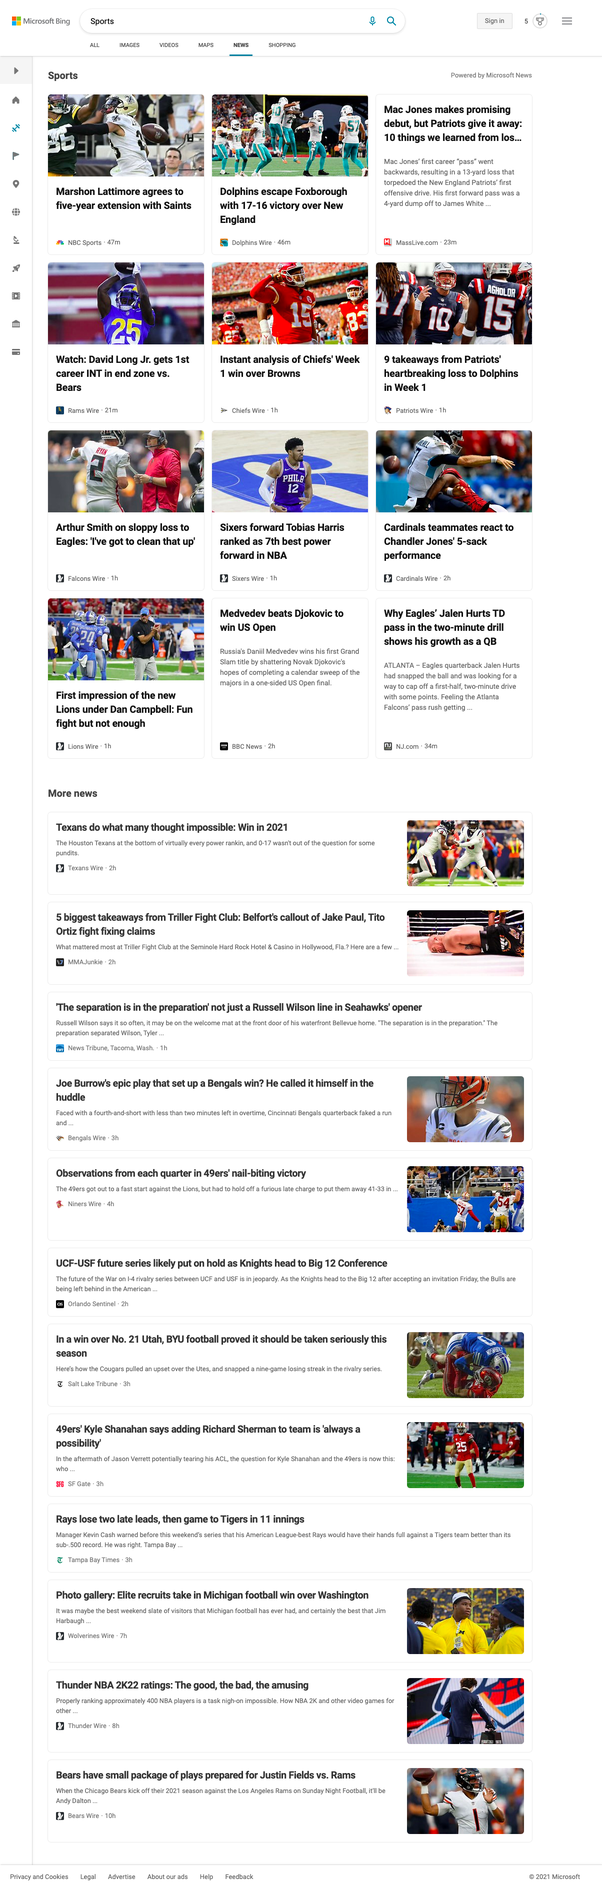 Microsoft Bing
Sports
Sign in
5
ALL
IMAGES
VIDEOS
MAPS
NEWS
SHOPPING
Sports
Powered by Microsoft News
Marshon Lattimore agrees to
five-year extension with Saints
NBC Sports · 47m
Dolphins escape Foxborough
with 17-16 victory over New
England
Dolphins Wire · 46m
Mac Jones makes promising
debut, but Patriots give it away:
10 things we learned from los...
Mac Jones' first career "pass" went
backwards, resulting in a 13-yard loss that
torpedoed the New England Patriots' first
offensive drive. His first forward pass was a
4-yard dump off to James White ...
MassLive.com · 23m
Watch: David Long Jr. gets 1st
career INT in end zone vs.
Bears
Rams Wire · 21m
Instant analysis of Chiefs' Week
1 win over Browns
Chiefs Wire · 1h
9 takeaways from Patriots'
heartbreaking loss to Dolphins
in Week 1
Patriots Wire · 1h
Arthur Smith on sloppy loss to
Eagles: 'I've got to clean that up'
Falcons Wire · 1h
Sixers forward Tobias Harris
ranked as 7th best power
forward in NBA
Sixers Wire · 1h
Cardinals teammates react to
Chandler Jones' 5-sack
performance
Cardinals Wire · 2h
First impression of the new
Lions under Dan Campbell: Fun
fight but not enough
Lions Wire · 1h
Medvedev beats Djokovic to
win US Open
Russia's Daniil Medvedev wins his first Grand
Slam title by shattering Novak Djokovic's
hopes of completing a calendar sweep of the
majors in a one-sided US Open final.
BBC News · 2h
Why Eagles' Jalen Hurts TD
pass in the two-minute drill
shows his growth as a QB
ATLANTA – Eagles quarterback Jalen Hurts
had snapped the ball and was looking for a
way to cap off a first-half, two-minute drive
with some points. Feeling the Atlanta
Falcons' pass rush getting ...
NJ.com · 34m
More news
Texans do what many thought impossible: Win in 2021
The Houston Texans at the bottom of virtually every power rankin, and 0-17 wasn't out of the question for some
pundits.
Texans Wire · 2h
5 biggest takeaways from Triller Fight Club: Belfort's callout of Jake Paul, Tito
Ortiz fight fixing claims
What mattered most at Triller Fight Club at the Seminole Hard Rock Hotel & Casino in Hollywood, Fla.? Here are a few ...
MMAJunkie · 2h
'The separation is in the preparation' not just a Russell Wilson line in Seahawks' opener
Russell Wilson says it so often, it may be on the welcome mat at the front door of his waterfront Bellevue home. "The separation is in the preparation." The
preparation separated Wilson, Tyler ...
News Tribune, Tacoma, Wash. · 1h
Joe Burrow's epic play that set up a Bengals win? He called it himself in the
huddle
Faced with a fourth-and-short with less than two minutes left in overtime, Cincinnati Bengals quarterback faked a run
and ...
Bengals Wire · 3h
Observations from each quarter in 49ers' nail-biting victory
The 49ers got out to a fast start against the Lions, but had to hold off a furious late charge to put them away 41-33 in ...
Niners Wire · 4h
UCF-USF future series likely put on hold as Knights head to Big 12 Conference
The future of the War on I-4 rivalry series between UCF and USF is in jeopardy. As the Knights head to the Big 12 after accepting an invitation Friday, the Bulls are
being left behind in the American ...
Orlando Sentinel · 2h
In a win over No. 21 Utah, BYU football proved it should be taken seriously this
season
Here's how the Cougars pulled an upset over the Utes, and snapped a nine-game losing streak in the rivalry series.
Salt Lake Tribune · 3h
49ers' Kyle Shanahan says adding Richard Sherman to team is 'always a
possibility'
In the aftermath of Jason Verrett potentially tearing his ACL, the question for Kyle Shanahan and the 49ers is now this:
who ...
SF Gate · 3h
Rays lose two late leads, then game to Tigers in 11 innings
Manager Kevin Cash warned before this weekend's series that his American League-best Rays would have their hands full against a Tigers team better than its
sub-.500 record. He was right. Tampa Bay ...
Tampa Bay Times · 3h
Photo gallery: Elite recruits take in Michigan football win over Washington
It was maybe the best weekend slate of visitors that Michigan football has ever had, and certainly the best that Jim
Harbaugh ...
Wolverines Wire · 7h
Thunder NBA 2K22 ratings: The good, the bad, the amusing
Properly ranking approximately 400 NBA players is a task nigh-on impossible. How NBA 2K and other video games for
other ...
Thunder Wire · 8h
Bears have small package of plays prepared for Justin Fields vs. Rams
When the Chicago Bears kick off their 2021 season against the Los Angeles Rams on Sunday Night Football, it'll be
Andy Dalton ...
Bears Wire · 10h
Privacy and Cookies
Legal
Advertise
About our ads
Help
Feedback
© 2021 Microsoft